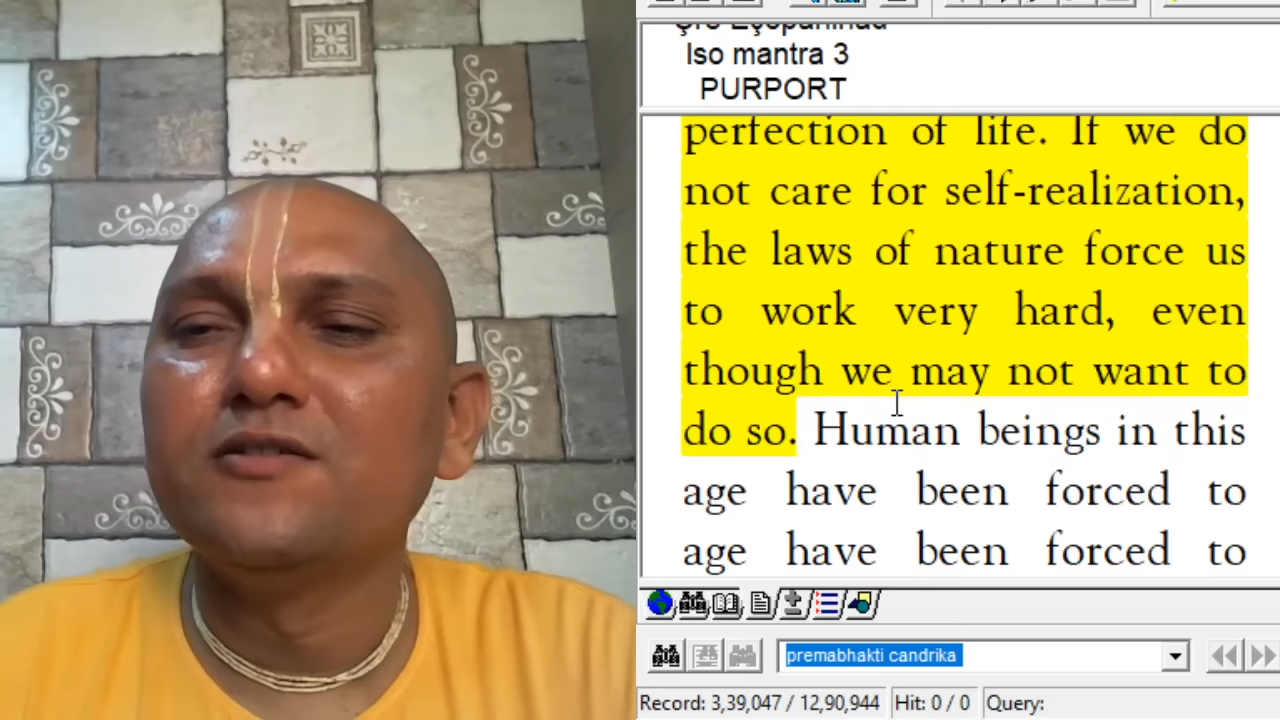 Iso mantra 3
PURPORT
perfection of life. If we do
not care for self-realization,
the laws of nature force us
to work very hard, even
though we may not want to
do so. Human beings in this
age have been forced to
age have been forced to
premabhakti candrika
Record: 3,39,047 / 12,90,944 Hit: 0 / 0 Query: